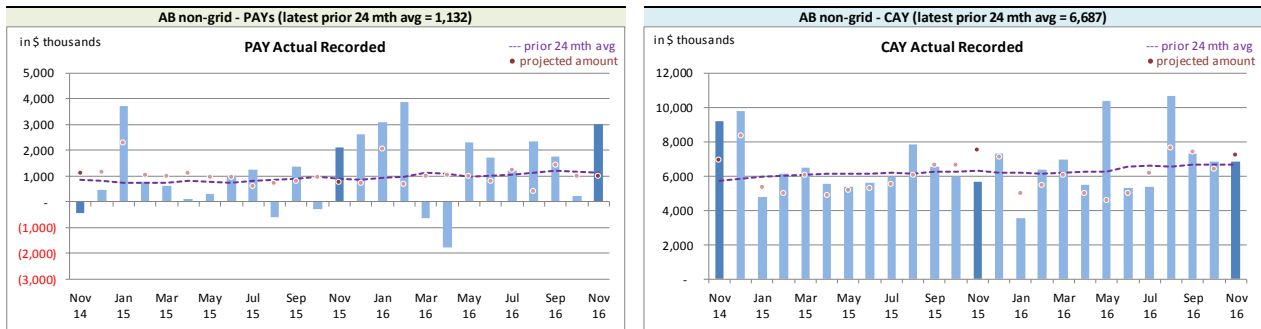 AB non-grid - PAYs (latest prior 24 mth avg = 1,132)
in $ thousands
PAY Actual Recorded
--- prior 24 mth avg
projected amount
5,000
4,000
3,000
2,000
1,000
-
(1,000)
(2,000)
(3,000)
Nov Jan Mar May Jul Sep Nov Jan Mar May Jul Sep Nov
14 15 15 15 15 15 15 16 16 16 16 16 16
AB non-grid - CAY (latest prior 24 mth avg = 6,687)
in $ thousands
CAY Actual Recorded
--- prior 24 mth avg
projected amount
12,000
10,000
8,000
6,000
4,000
2,000
-
Nov Jan Mar May Jul Sep Nov Jan Mar May Jul Sep Nov
14 15 15 15 15 15 15 16 16 16 16 16 16